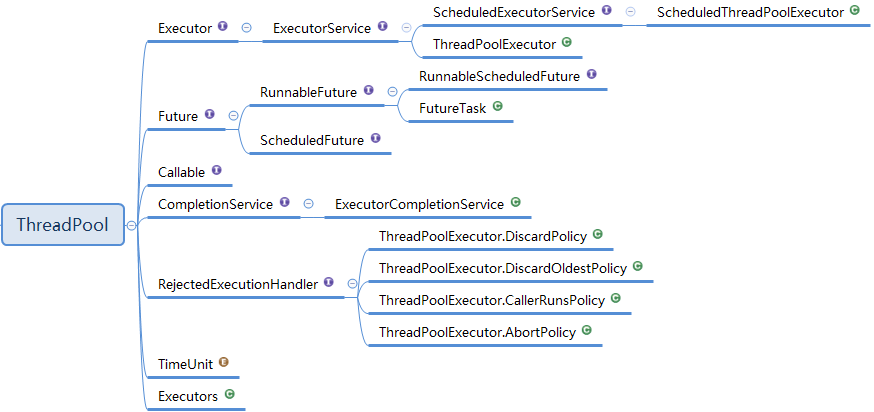 ThreadPool
Executor I
ExecutorService I
ScheduledExecutorService I
ScheduledThreadPoolExecutor C
ThreadPoolExecutor C
Future I
RunnableFuture I
RunnableScheduledFuture I
FutureTask C
ScheduledFuture I
Callable I
CompletionService I
ExecutorCompletionService C
RejectedExecutionHandler I
ThreadPoolExecutor.DiscardPolicy C
ThreadPoolExecutor.DiscardOldestPolicy C
ThreadPoolExecutor.CallerRunsPolicy C
ThreadPoolExecutor.AbortPolicy C
TimeUnit E
Executors C